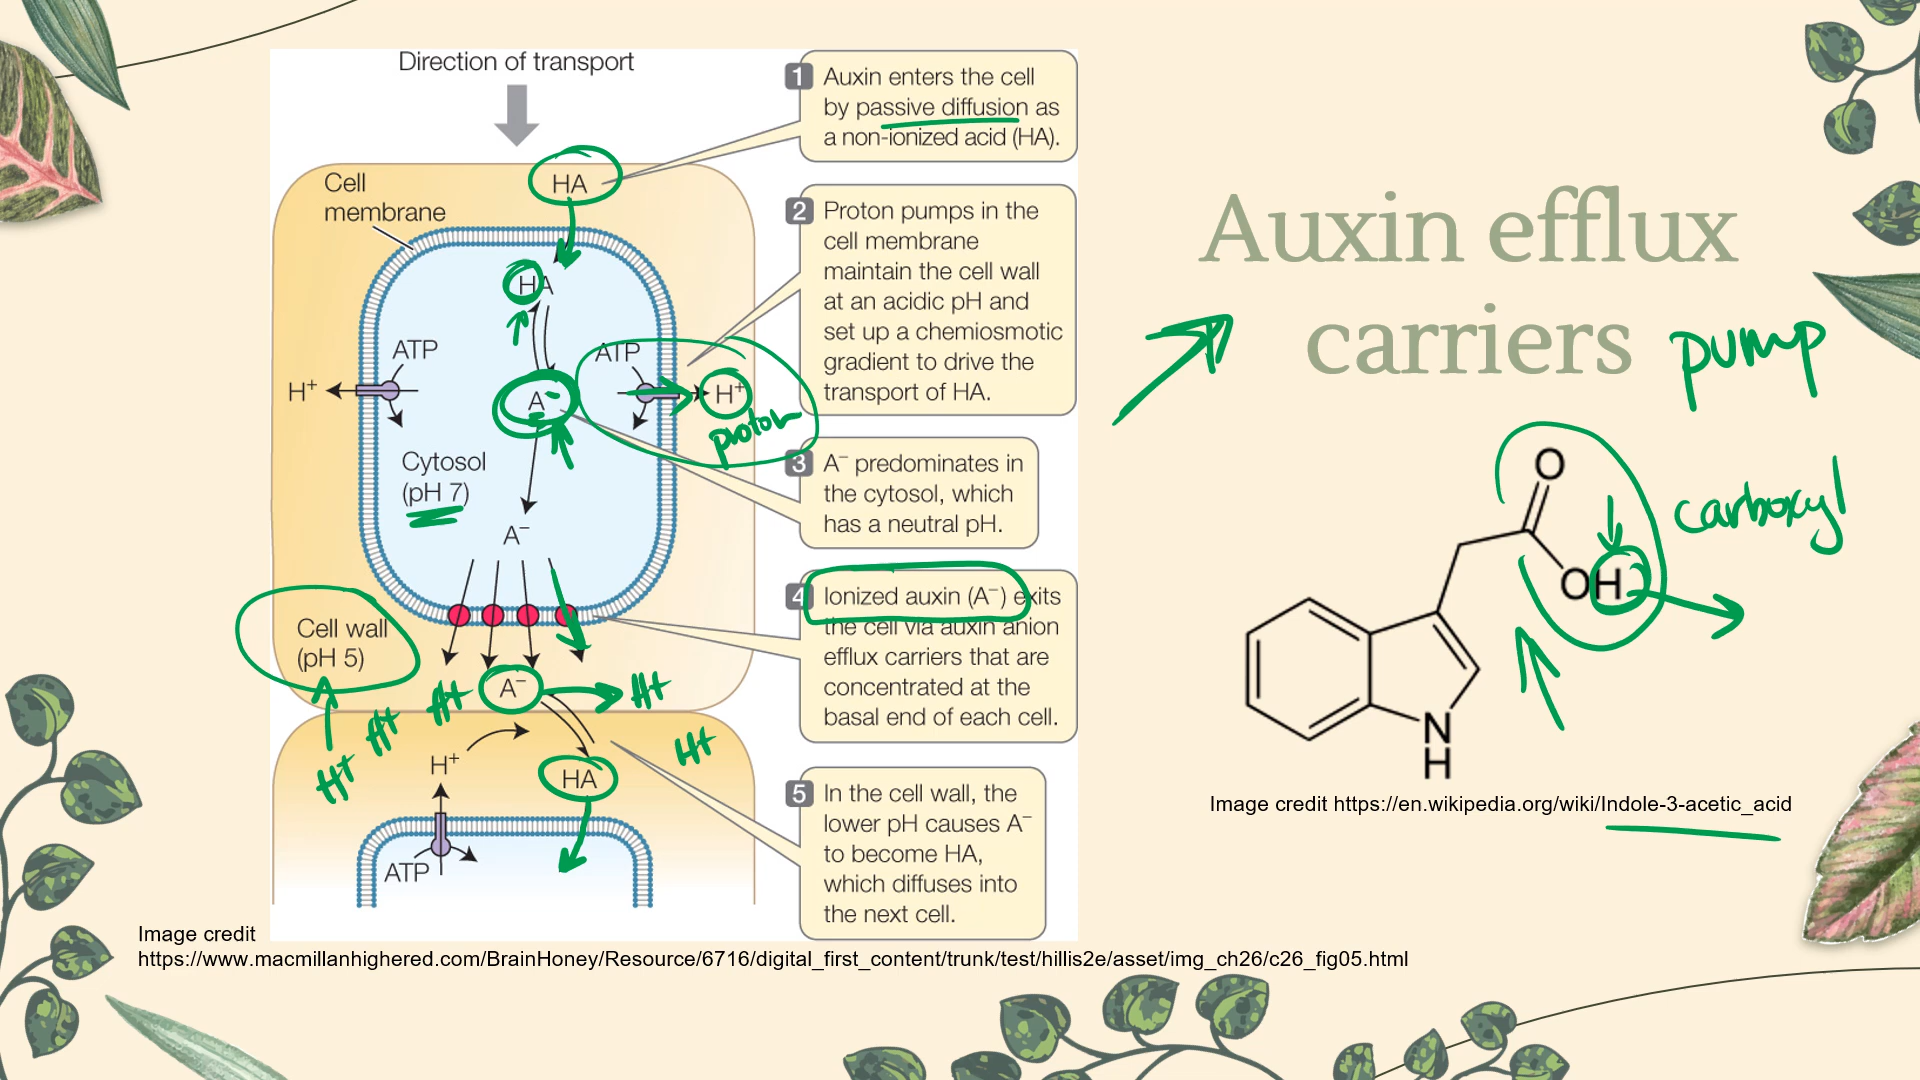 Direction of transport
Cell
membrane
HA
HA
ATP
ATP
H⁺
A⁻
H⁺
proton
Cytosol
(pH 7)
A⁻
Cell wall
(pH 5)
A⁻
H+
H+
H+
H+
H+
H⁺
HA
ATP
1 Auxin enters the cell
by passive diffusion as
a non-ionized acid (HA).
2 Proton pumps in the
cell membrane
maintain the cell wall
at an acidic pH and
set up a chemiosmotic
gradient to drive the
transport of HA.
3 A⁻ predominates in
the cytosol, which
has a neutral pH.
4 Ionized auxin (A⁻) exits
the cell via auxin anion
efflux carriers that are
concentrated at the
basal end of each cell.
5 In the cell wall, the
lower pH causes A⁻
to become HA,
which diffuses into
the next cell.
Auxin efflux
carriers
pump
O
OH
carboxyl
N
H
Image credit https://en.wikipedia.org/wiki/Indole-3-acetic_acid
Image credit
https://www.macmillanhighered.com/BrainHoney/Resource/6716/digital_first_content/trunk/test/hillis2e/asset/img_ch26/c26_fig05.html